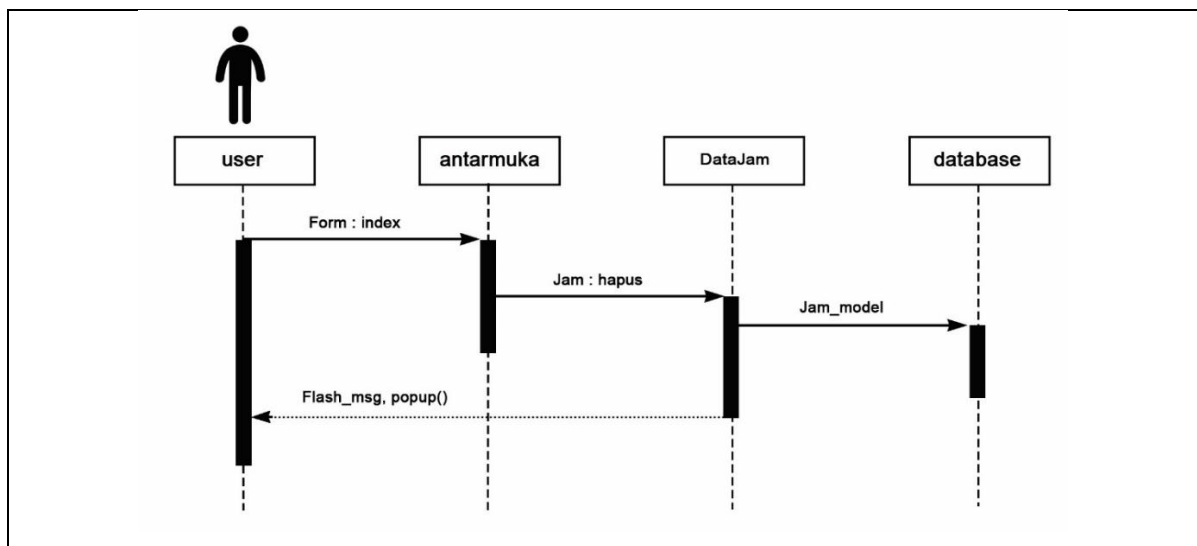 user
antarmuka
DataJam
database
Form : index
Jam : hapus
Jam_model
Flash_msg, popup()